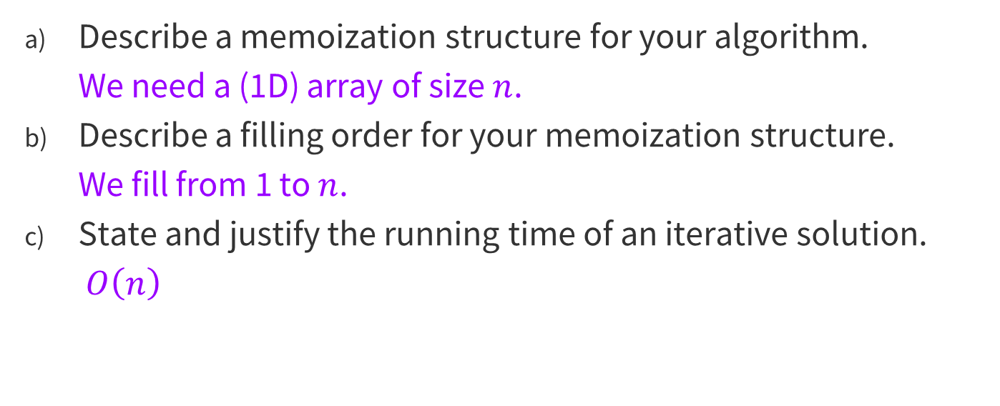 a) Describe a memoization structure for your algorithm.
We need a (1D) array of size n.
b) Describe a filling order for your memoization structure.
We fill from 1 to n.
c) State and justify the running time of an iterative solution.
O(n)